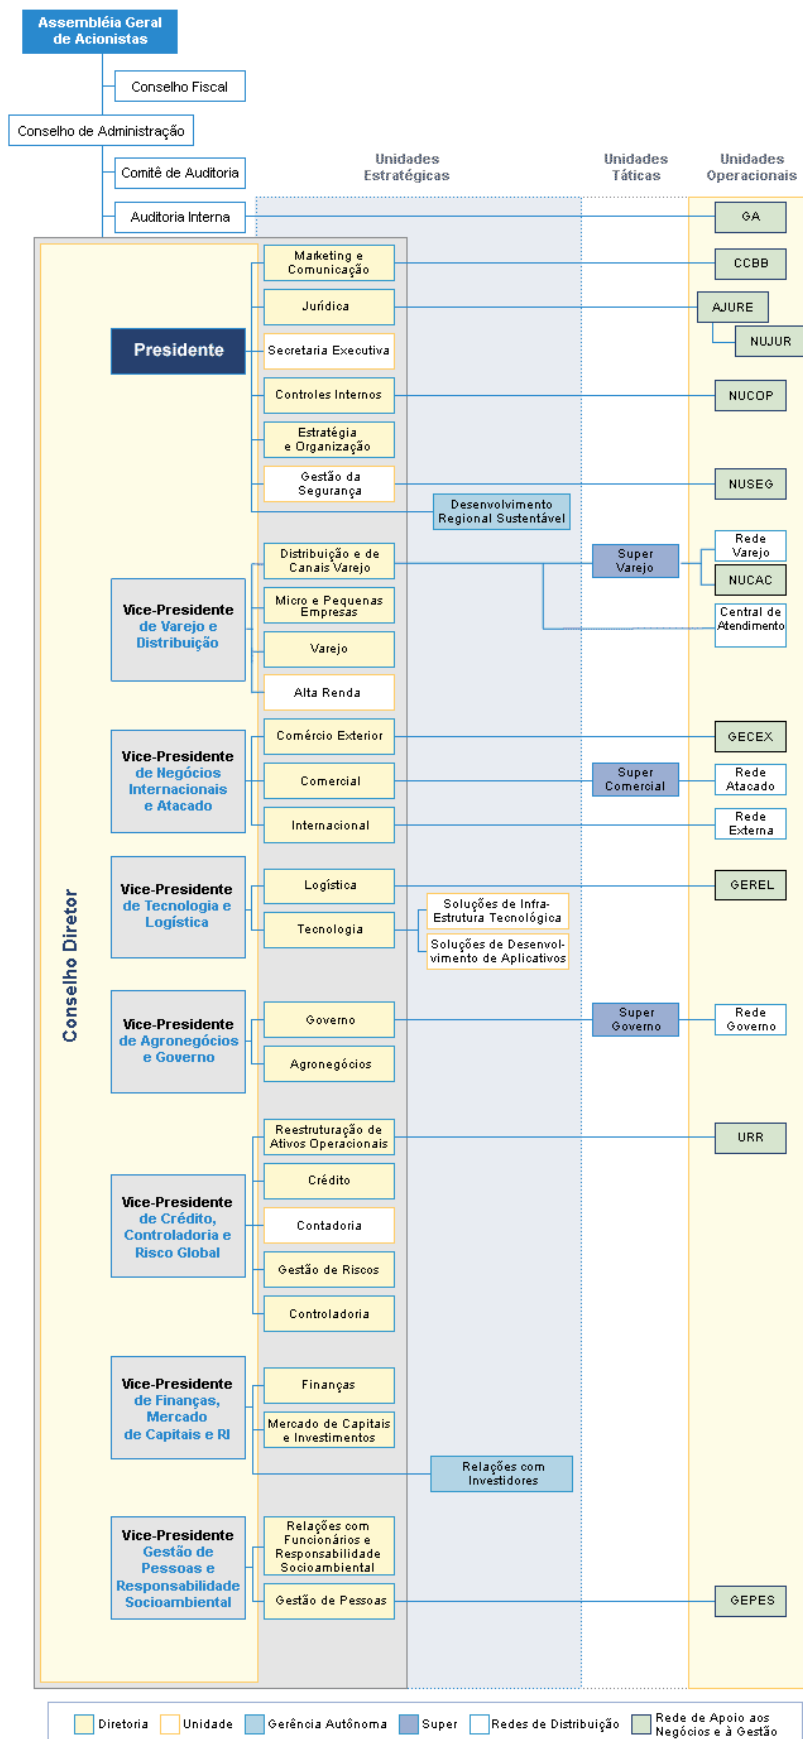 Assembléia Geral
de Acionistas
Conselho Fiscal
Conselho de Administração
Comitê de Auditoria
Unidades
Estratégicas
Unidades
Táticas
Unidades
Operacionais
Auditoria Interna
GA
Conselho Diretor
Presidente
Marketing e
Comunicação
CCBB
Jurídica
AJURE
NUJUR
Secretaria Executiva
Controles Internos
NUCOP
Estratégia
e Organização
Gestão da
Segurança
NUSEG
Desenvolvimento
Regional Sustentável
Vice-Presidente
de Varejo e
Distribuição
Distribuição e de
Canais Varejo
Super
Varejo
Rede
Varejo
NUCAC
Central de
Atendimento
Micro e Pequenas
Empresas
Varejo
Alta Renda
Vice-Presidente
de Negócios
Internacionais
e Atacado
Comércio Exterior
GECEX
Comercial
Super
Comercial
Rede
Atacado
Internacional
Rede
Externa
Vice-Presidente
de Tecnologia e
Logística
Logística
GEREL
Tecnologia
Soluções de Infra-
Estrutura Tecnológica
Soluções de Desenvol-
vimento de Aplicativos
Vice-Presidente
de Agronegócios
e Governo
Governo
Super
Governo
Rede
Governo
Agronegócios
Vice-Presidente
de Crédito,
Controladoria e
Risco Global
Reestruturação de
Ativos Operacionais
URR
Crédito
Contadoria
Gestão de Riscos
Controladoria
Vice-Presidente
de Finanças,
Mercado
de Capitais e RI
Finanças
Mercado de Capitais
e Investimentos
Relações com
Investidores
Vice-Presidente
Gestão de
Pessoas e
Responsabilidade
Socioambiental
Relações com
Funcionários e
Responsabilidade
Socioambiental
Gestão de Pessoas
GEPES
Diretoria
Unidade
Gerência Autônoma
Super
Redes de Distribuição
Rede de Apoio aos
Negócios e à Gestão